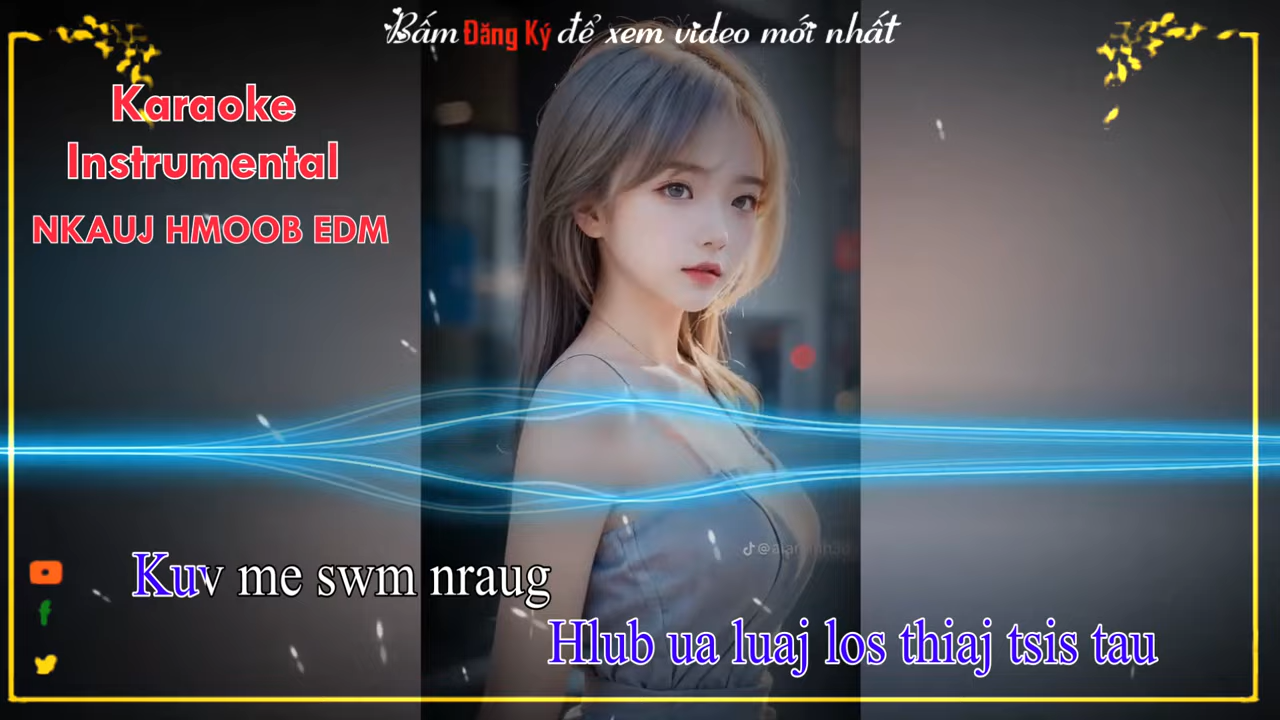 Bấm Đăng Ký để xem video mới nhất
Karaoke
Instrumental
NKAUJ HMOOB EDM
Kuv me swm nraug
Hlub ua luaj los thiaj tsis tau